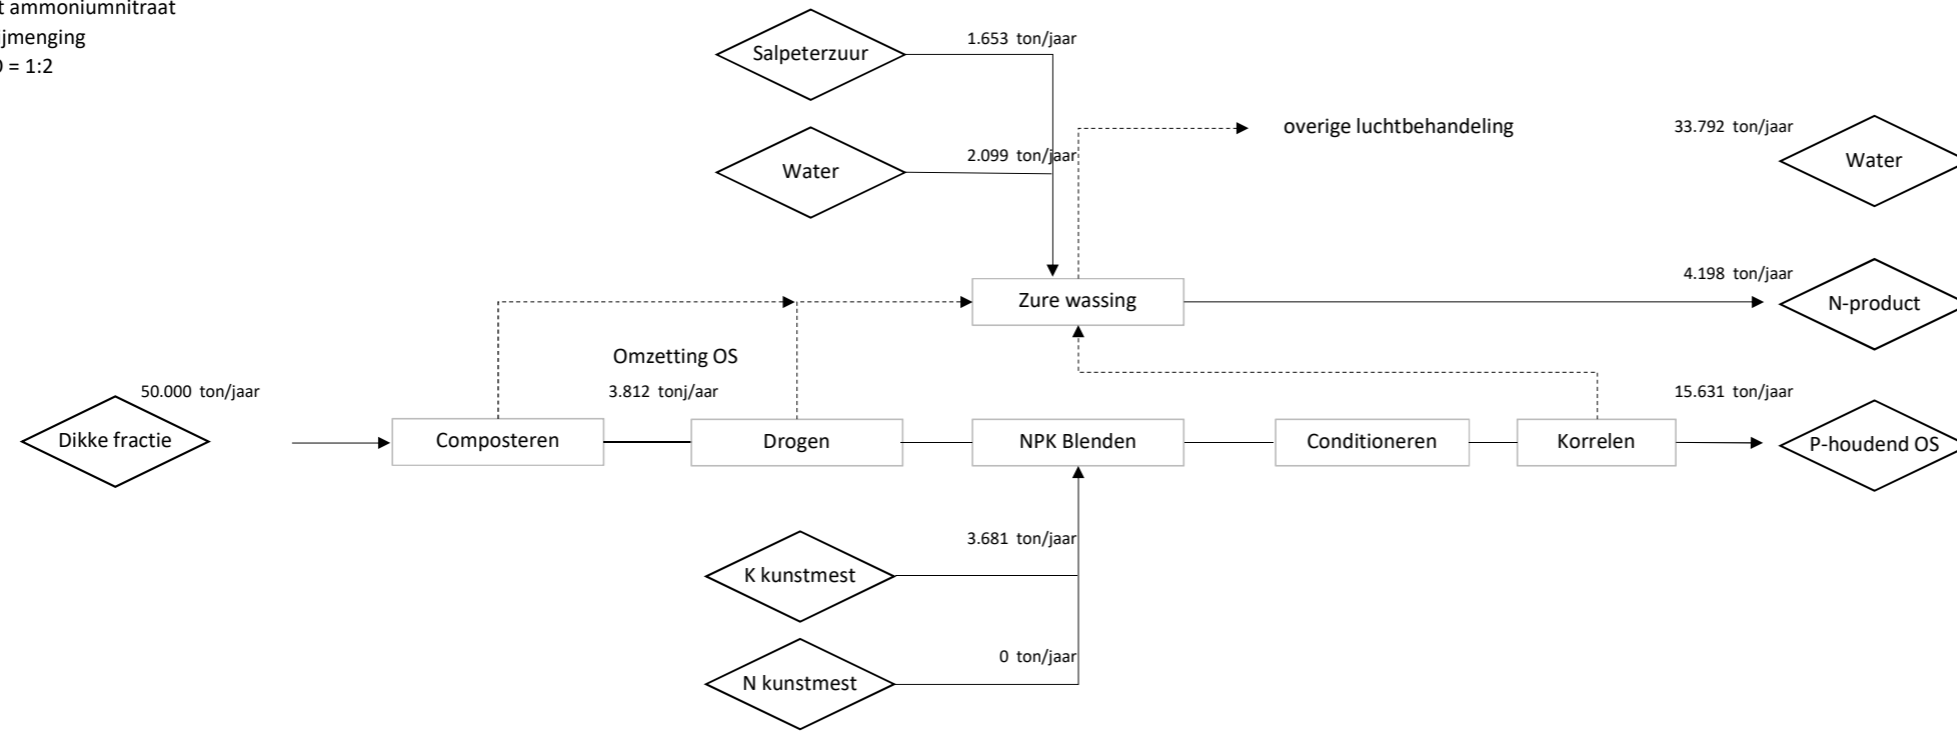 ammoniumnitraat
= 1:2
Salpeterzuur
1.653 ton/jaar
Water
2.099 ton/jaar
overige luchtbehandeling
33.792 ton/jaar
Water
Zure wassing
4.198 ton/jaar
N-product
Omzetting OS
3.812 tonj/aar
50.000 ton/jaar
Dikke fractie
Composteren
Drogen
NPK Blenden
Conditioneren
Korrelen
15.631 ton/jaar
P-houdend OS
3.681 ton/jaar
K kunstmest
0 ton/jaar
N kunstmest